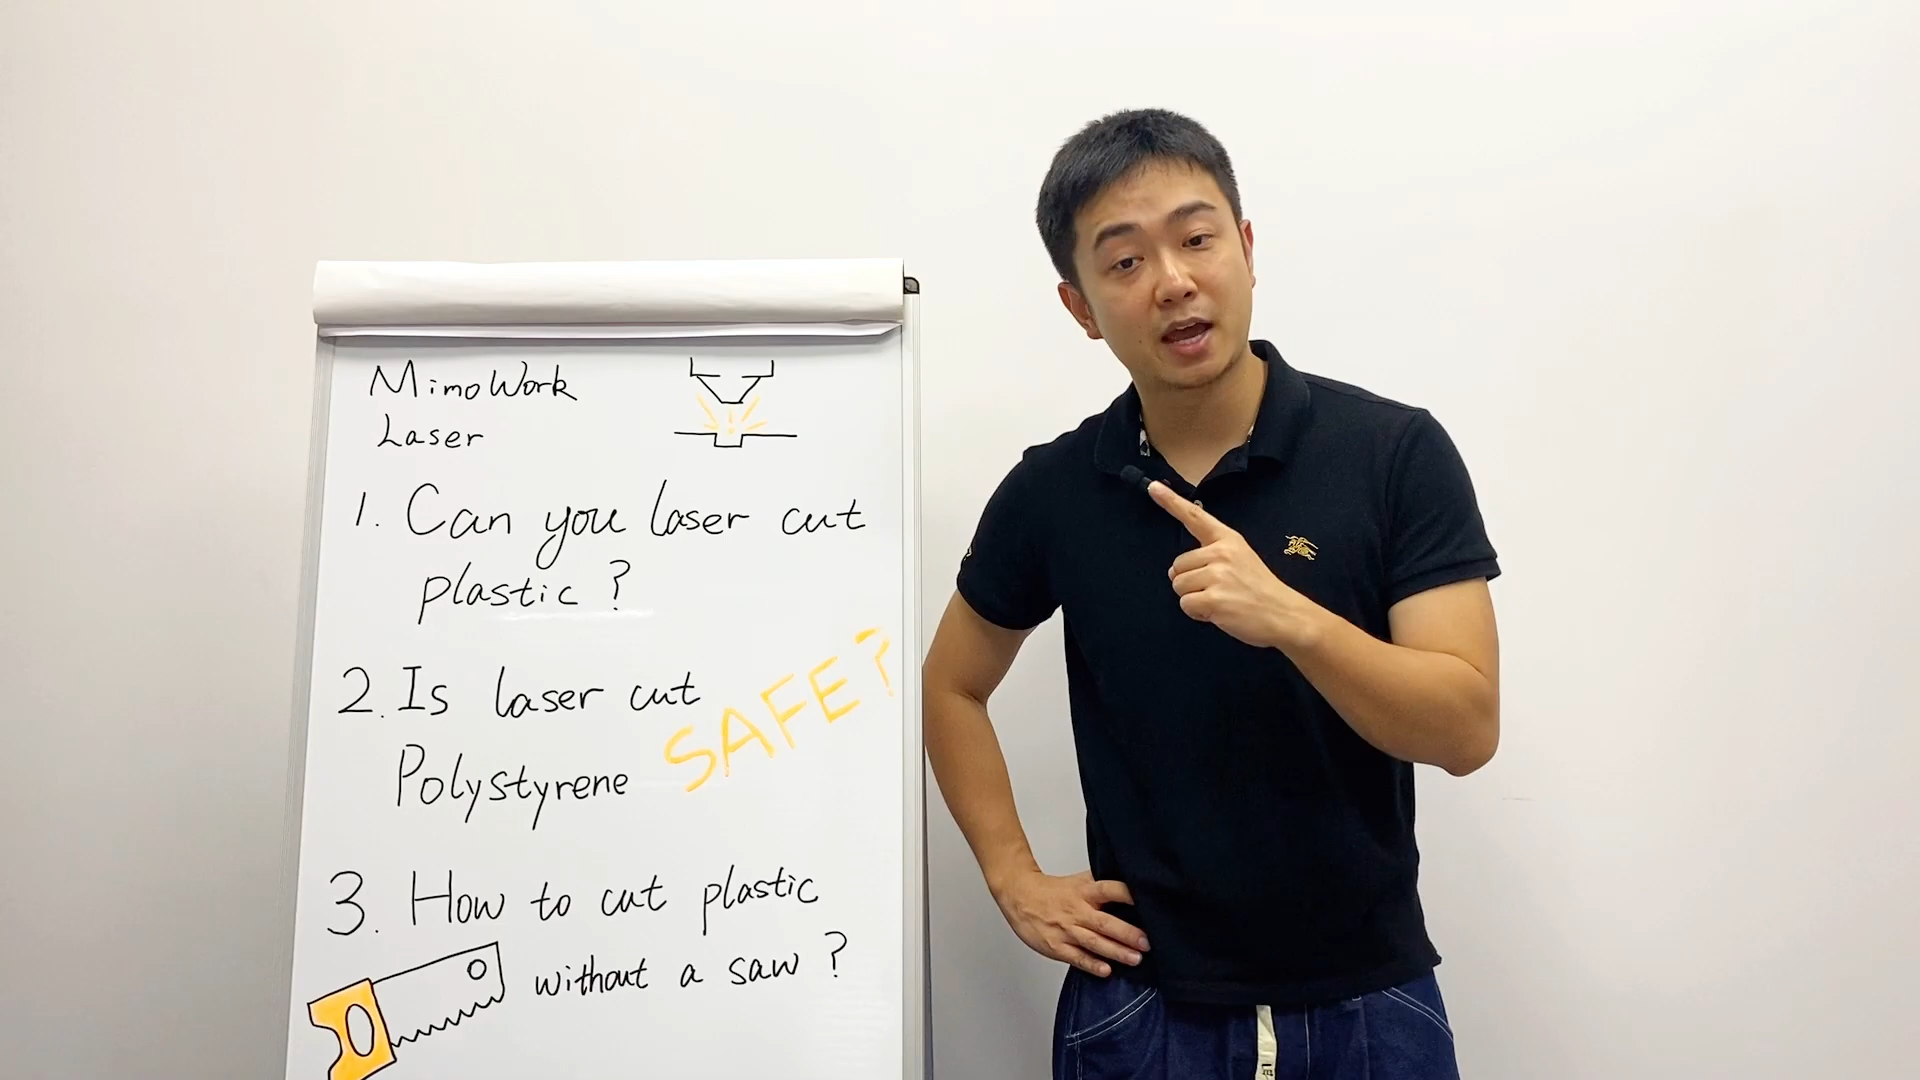 MimoWork
Laser
1. Can you laser cut
plastic?
2. Is laser cut
Polystyrene SAFE?
3. How to cut plastic
without a saw?